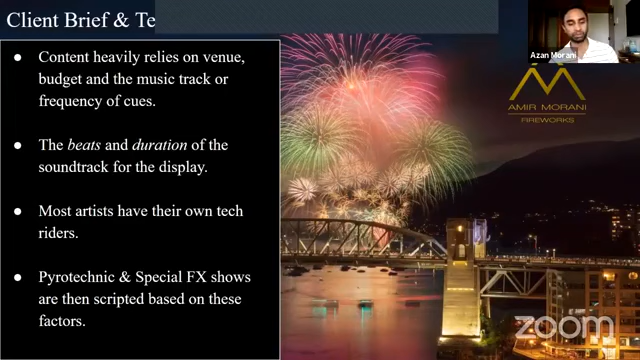 Client Brief & Te
● Content heavily relies on venue,
budget and the music track or
frequency of cues.
● The beats and duration of the
soundtrack for the display.
● Most artists have their own tech
riders.
● Pyrotechnic & Special FX shows
are then scripted based on these
factors.
Azan Morani
AMIR MORANI
FIREWORKS
zoom